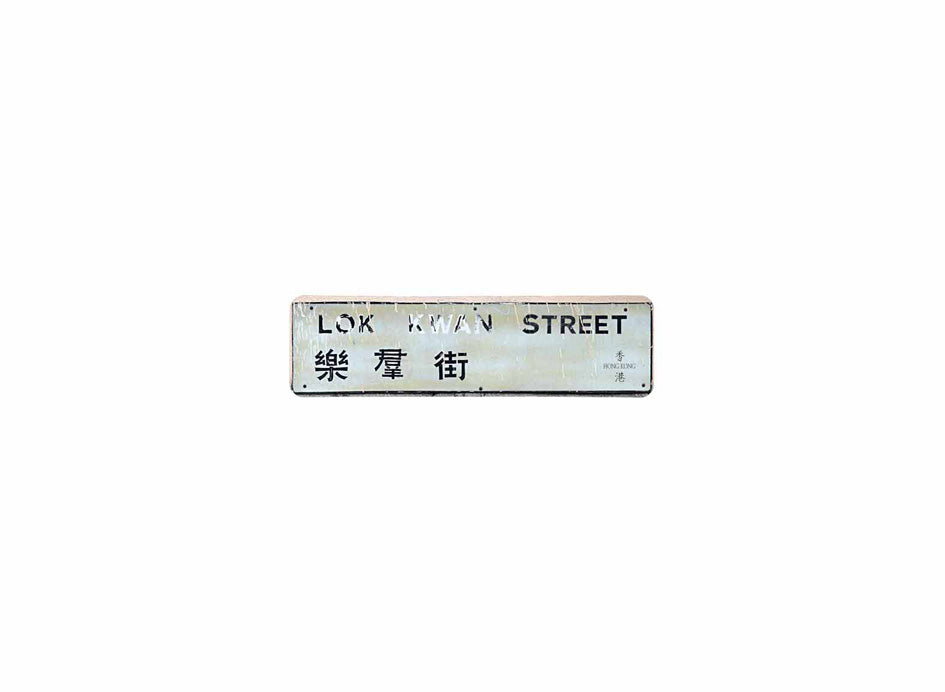 LOK KWAN STREET
樂羣街
香
HONG KONG
港